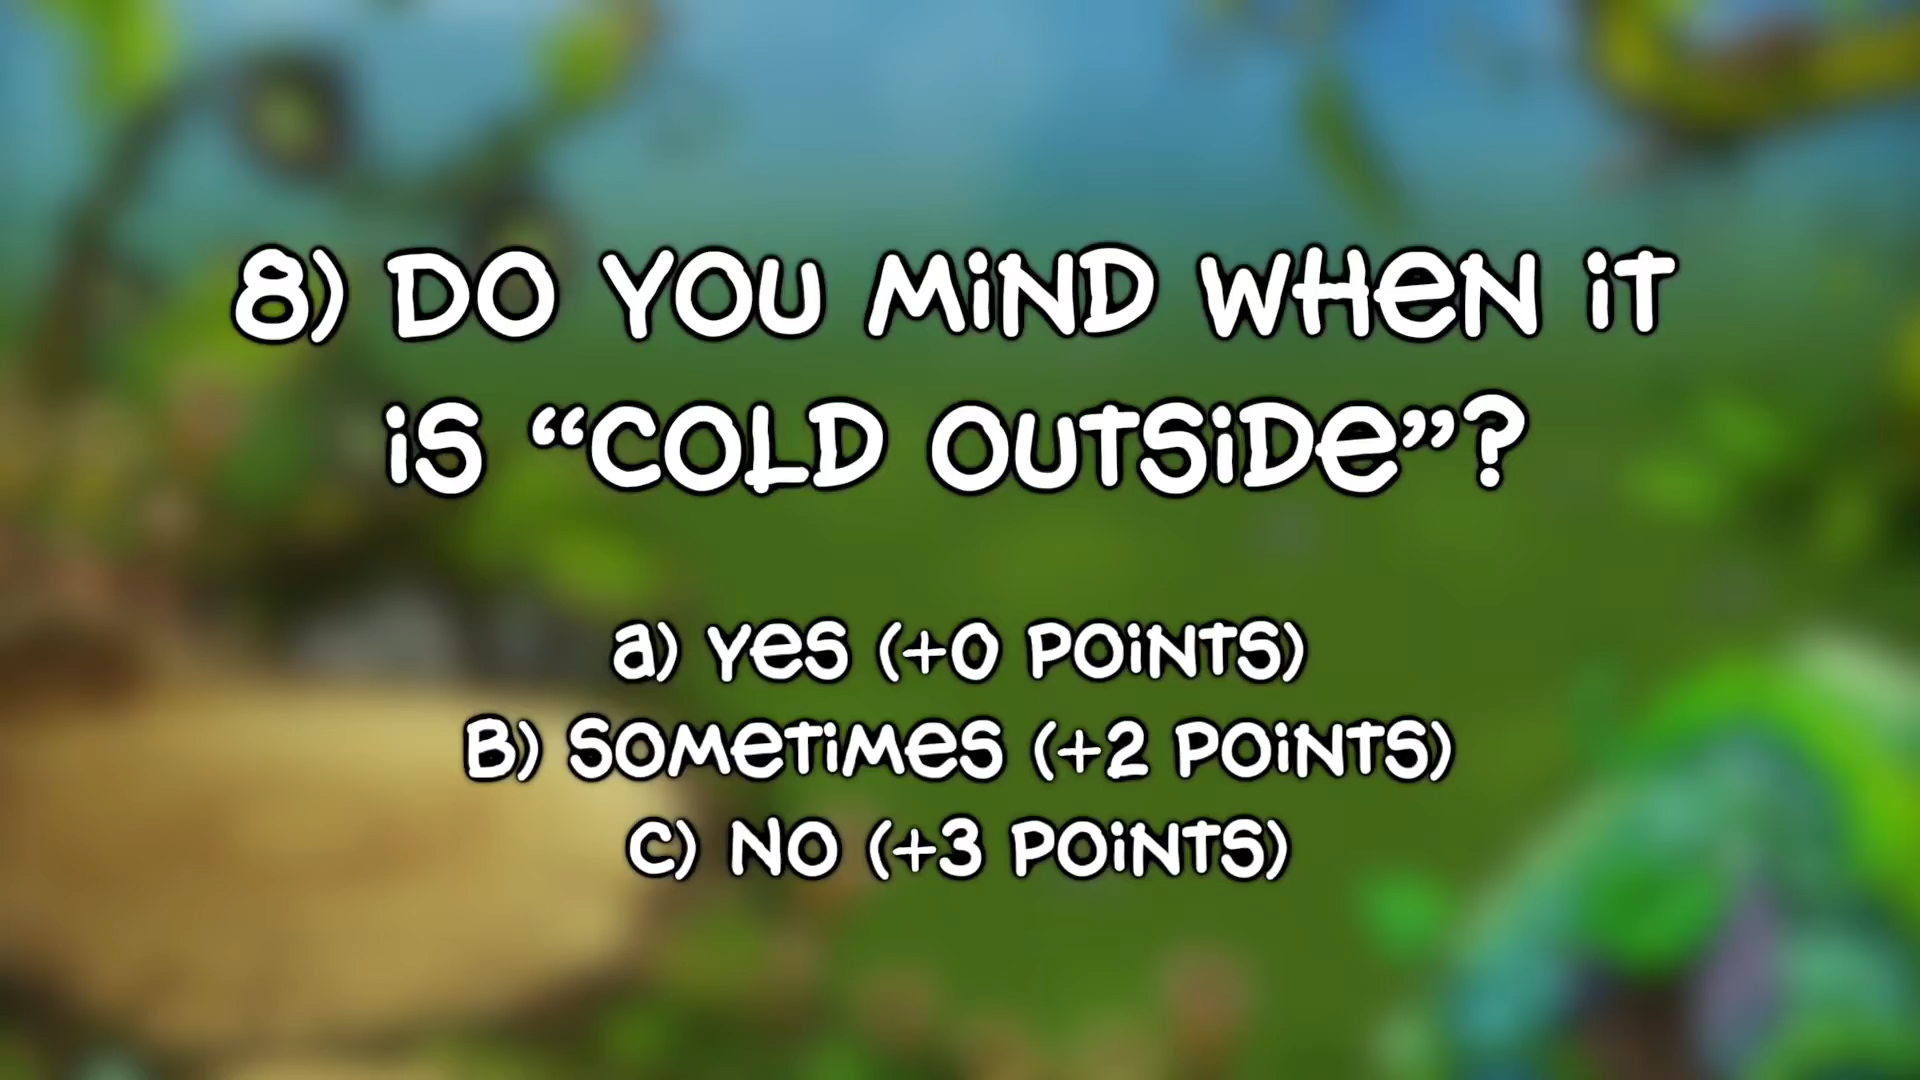 8) DO YOU MIND WHEN IT
IS “COLD OUTSIDE”?
A) YES (+0 POINTS)
B) SOMETIMES (+2 POINTS)
C) NO (+3 POINTS)